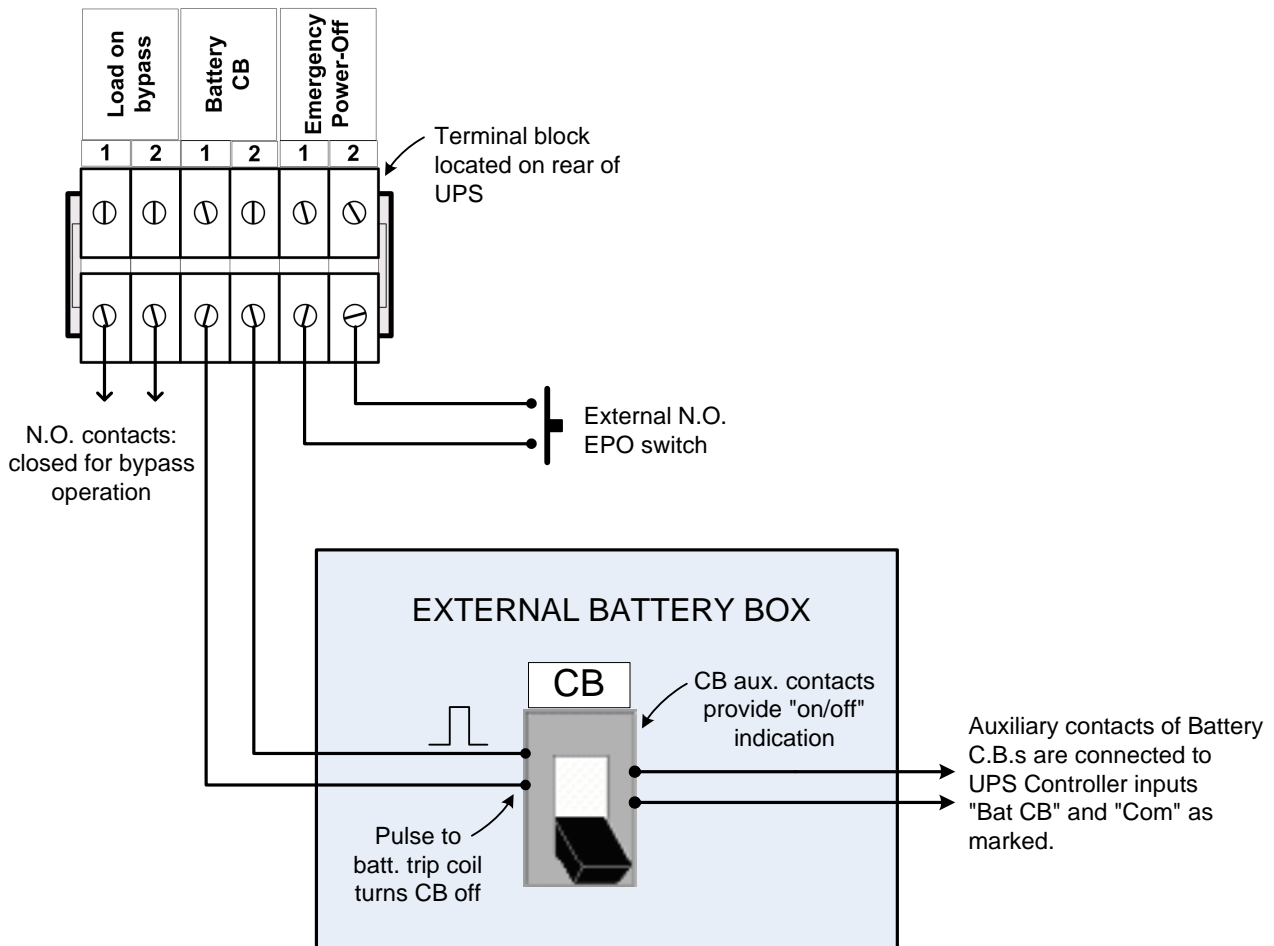 Load on
bypass
Battery
CB
Emergency
Power-Off
1 2 1 2 1 2
Terminal block
located on rear of
UPS
N.O. contacts:
closed for bypass
operation
External N.O.
EPO switch
EXTERNAL BATTERY BOX
CB
CB aux. contacts
provide "on/off"
indication
Pulse to
batt. trip coil
turns CB off
Auxiliary contacts of Battery
C.B.s are connected to
UPS Controller inputs
"Bat CB" and "Com" as
marked.